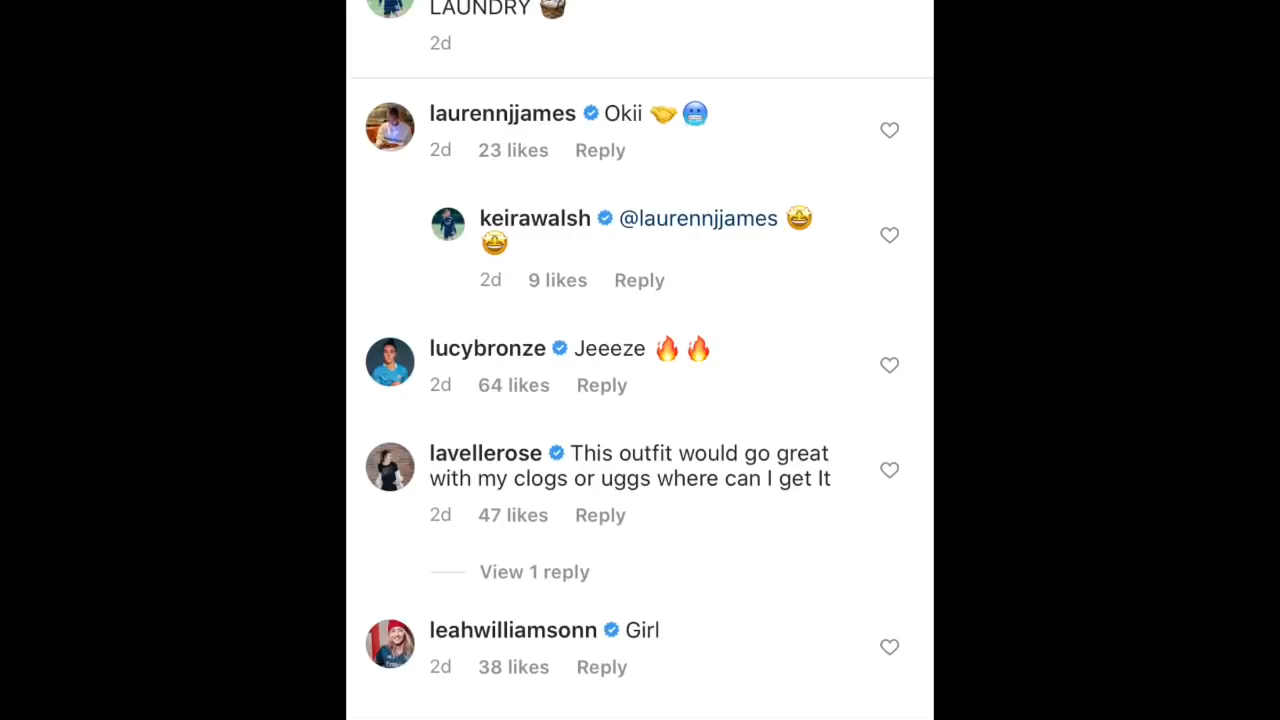 LAUNDRY 🧺
2d
laurennjjames Okii 🤝🥶
2d 23 likes Reply
keirawalsh @laurennjjames 🤩
🤩
2d 9 likes Reply
lucybronze Jeeeze 🔥🔥
2d 64 likes Reply
lavellerose This outfit would go great
with my clogs or uggs where can I get It
2d 47 likes Reply
View 1 reply
leahwilliamsonn Girl
2d 38 likes Reply